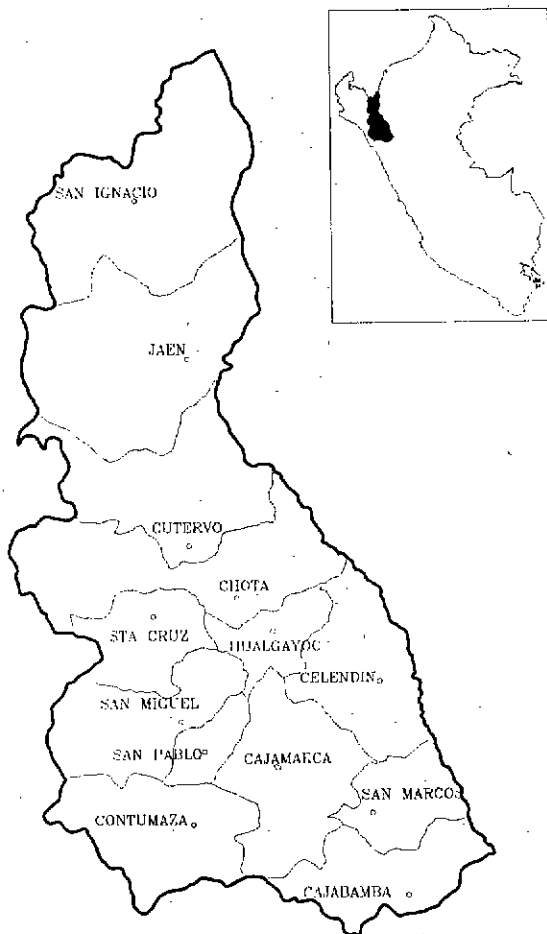 SAN IGNACIO
JAEN
CUTERVO
CHOTA
STA CRUZ
HUALGAYOC
CELENDIN
SAN MIGUEL
SAN PABLO
CAJAMARCA
SAN MARCOS
CONTUMAZA
CAJABAMBA